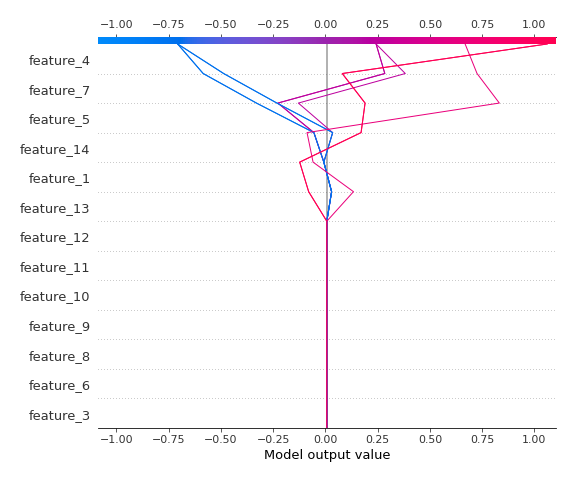 −1.00 −0.75 −0.50 −0.25 0.00 0.25 0.50 0.75 1.00
feature_4
feature_7
feature_5
feature_14
feature_1
feature_13
feature_12
feature_11
feature_10
feature_9
feature_8
feature_6
feature_3
−1.00 −0.75 −0.50 −0.25 0.00 0.25 0.50 0.75 1.00
Model output value